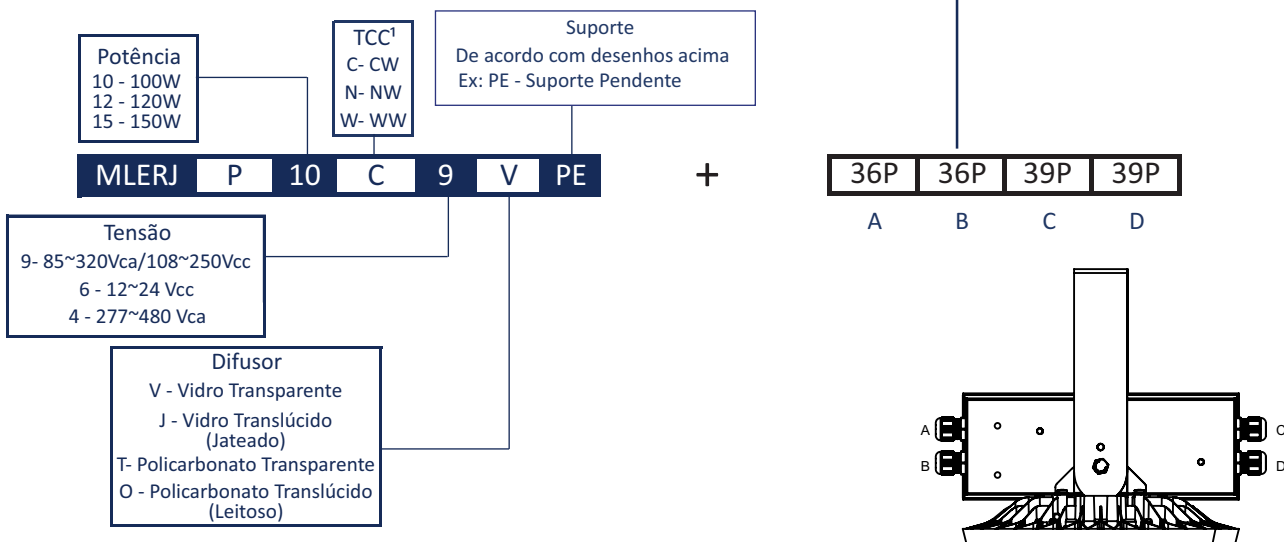 Potência
10 - 100W
12 - 120W
15 - 150W
TCC¹
C- CW
N- NW
W- WW
Suporte
De acordo com desenhos acima
Ex: PE - Suporte Pendente
MLERJ P 10 C 9 V PE + 36P 36P 39P 39P
A B C D
Tensão
9- 85~320Vca/108~250Vcc
6 - 12~24 Vcc
4 - 277~480 Vca
Difusor
V - Vidro Transparente
J - Vidro Translúcido
(Jateado)
T- Policarbonato Transparente
O - Policarbonato Translúcido
(Leitoso)
A C
B D